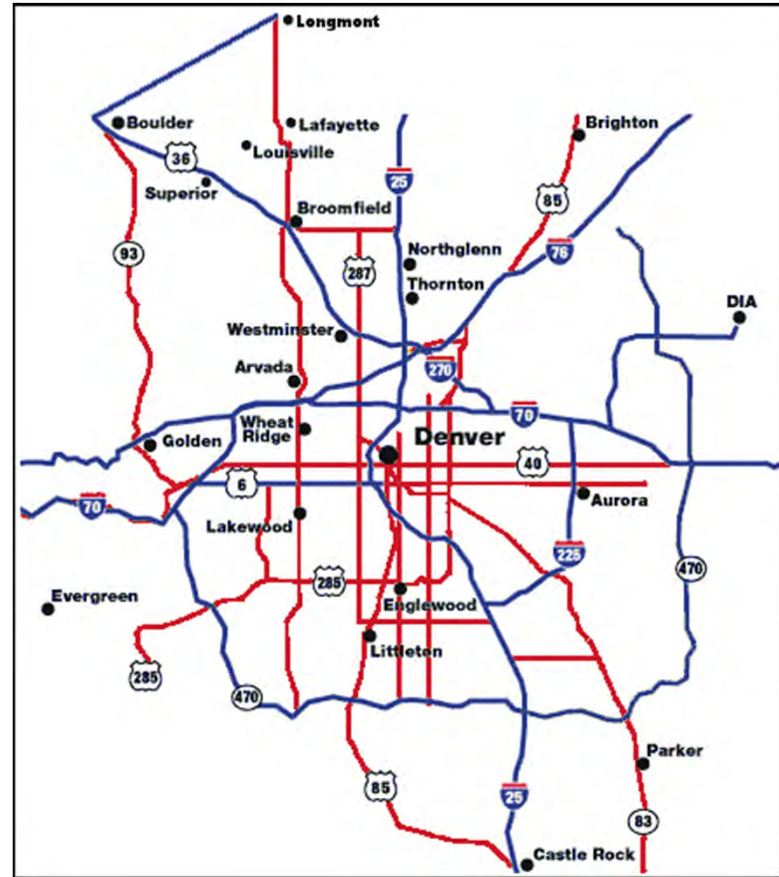 Longmont
Boulder
Lafayette
Brighton
36
Louisville
25
Superior
85
Broomfield
93
Northglenn
76
287
Thornton
DIA
Westminster
270
Arvada
70
Wheat
Ridge
Denver
Golden
40
6
Aurora
70
Lakewood
225
470
285
Evergreen
Englewood
Littleton
285
470
Parker
85
25
83
Castle Rock